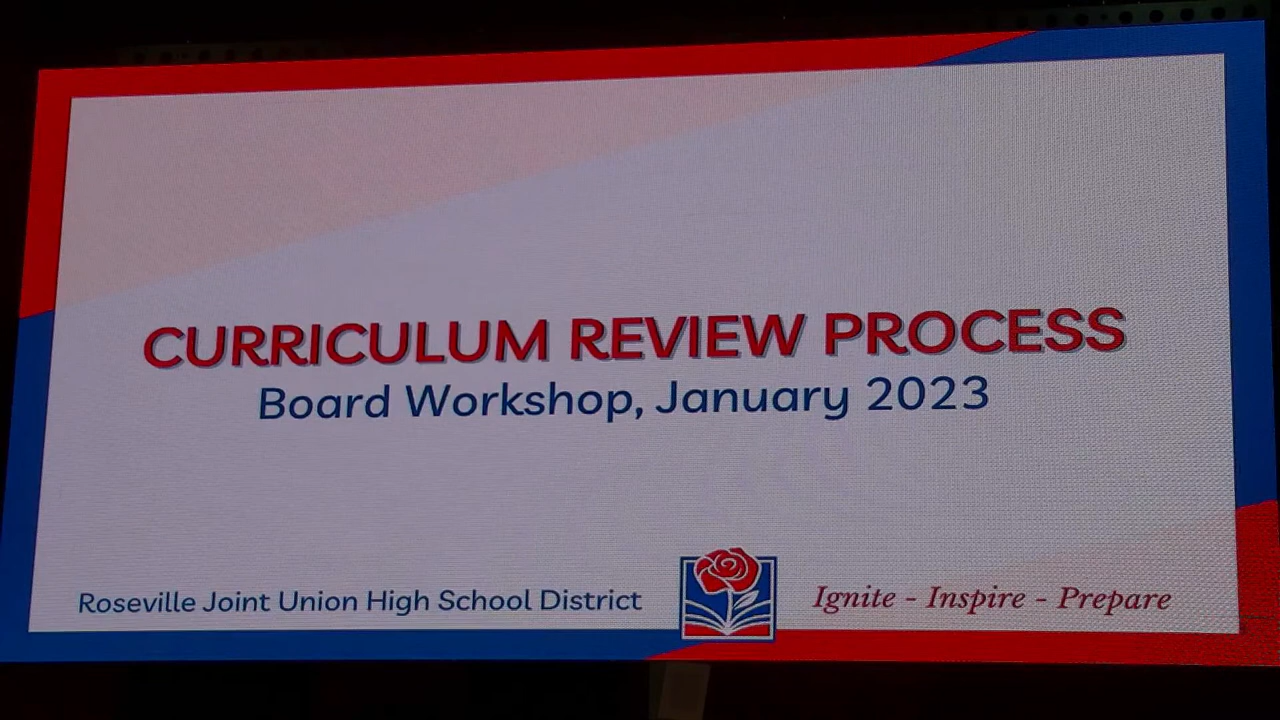 CURRICULUM REVIEW PROCESS
Board Workshop, January 2023
Roseville Joint Union High School District
Ignite - Inspire - Prepare